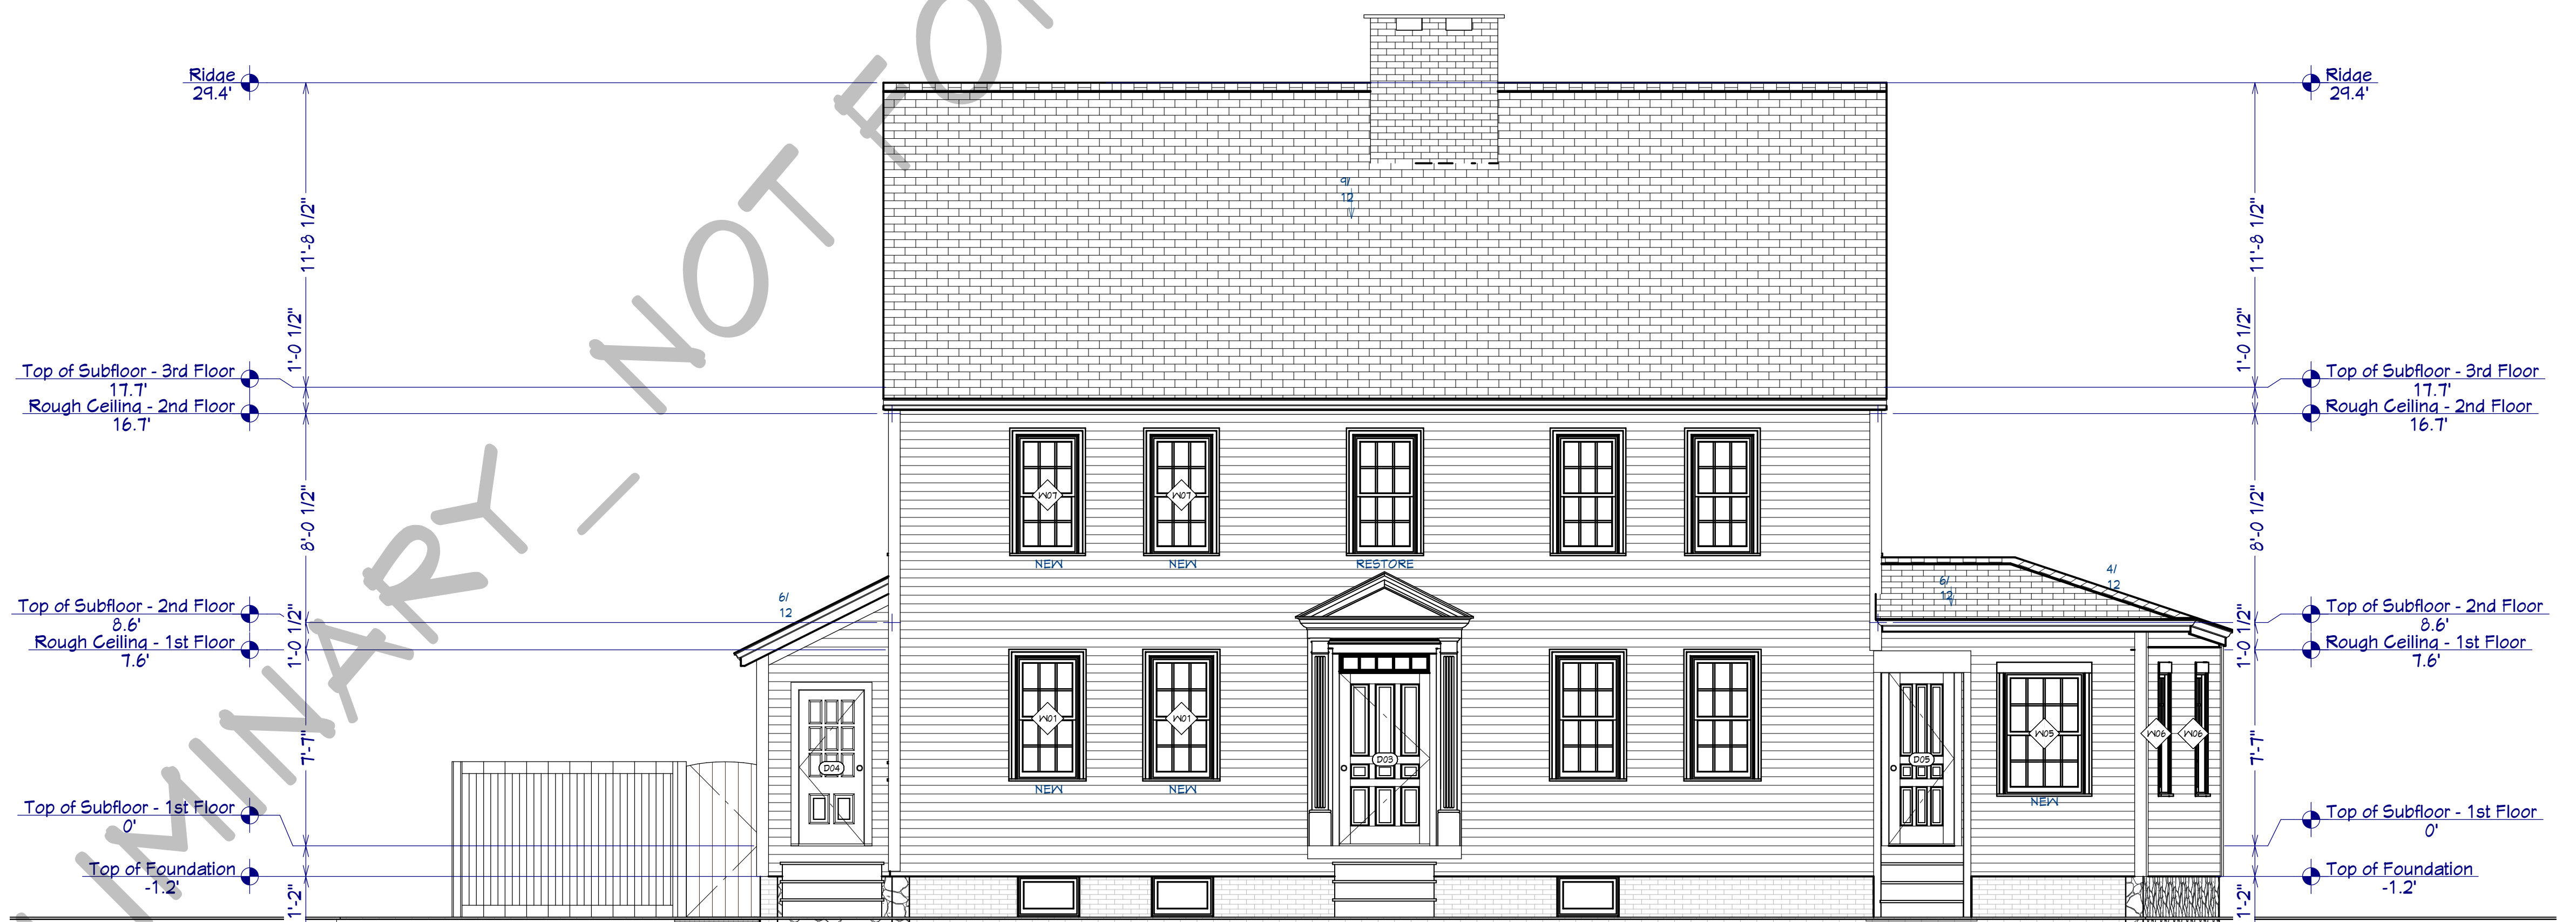 IMINARY _ NOT FOR
Ridge
29.4'
11'-8 1/2"
1'-0 1/2"
Top of Subfloor - 3rd Floor
17.7'
Rough Ceiling - 2nd Floor
16.7'
8'-0 1/2"
Top of Subfloor - 2nd Floor
8.6'
Rough Ceiling - 1st Floor
7.6'
1'-0 1/2"
7'-7"
Top of Subfloor - 1st Floor
0'
Top of Foundation
-1.2'
1'-2"
9/
12
W07
W07
NEW
NEW
RESTORE
6/
12
6/
12
4/
12
W01
W01
NEW
NEW
D04
D03
D05
W05
NEW
W06
W06
Ridge
29.4'
11'-8 1/2"
1'-0 1/2"
Top of Subfloor - 3rd Floor
17.7'
Rough Ceiling - 2nd Floor
16.7'
8'-0 1/2"
Top of Subfloor - 2nd Floor
8.6'
Rough Ceiling - 1st Floor
7.6'
1'-0 1/2"
7'-7"
Top of Subfloor - 1st Floor
0'
Top of Foundation
-1.2'
1'-2"